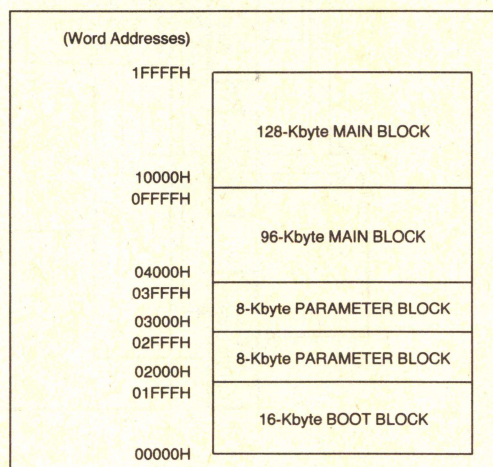 (Word Addresses)
1FFFFH
128-Kbyte MAIN BLOCK
10000H
0FFFFH
96-Kbyte MAIN BLOCK
04000H
03FFFH
8-Kbyte PARAMETER BLOCK
03000H
02FFFH
8-Kbyte PARAMETER BLOCK
02000H
01FFFH
16-Kbyte BOOT BLOCK
00000H